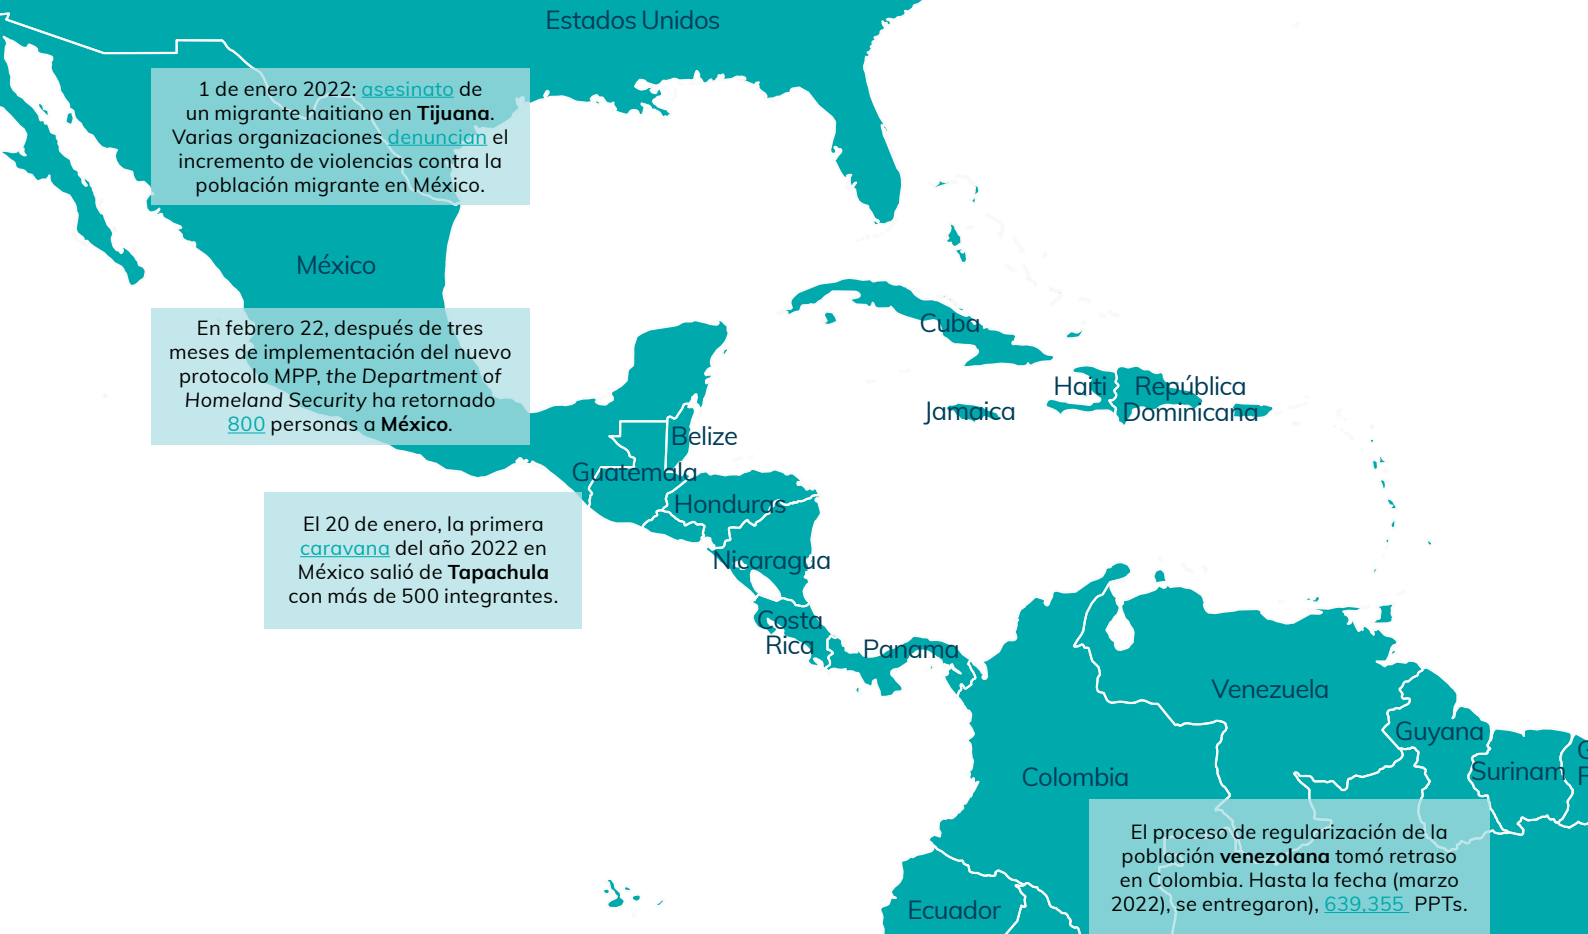 Estados Unidos
1 de enero 2022: asesinato de
un migrante haitiano en Tijuana.
Varias organizaciones denuncian el
incremento de violencias contra la
población migrante en México.
México
En febrero 22, después de tres
meses de implementación del nuevo
protocolo MPP, the Department of
Homeland Security ha retornado
800 personas a México.
Cuba
Haiti
República
Dominicana
Jamaica
Belize
Guatemala
Honduras
El 20 de enero, la primera
caravana del año 2022 en
México salió de Tapachula
con más de 500 integrantes.
Nicaragua
Costa
Rica
Panama
Venezuela
Guyana
Surinam
Colombia
El proceso de regularización de la
población venezolana tomó retraso
en Colombia. Hasta la fecha (marzo
2022), se entregaron), 639,355 PPTs.
Ecuador